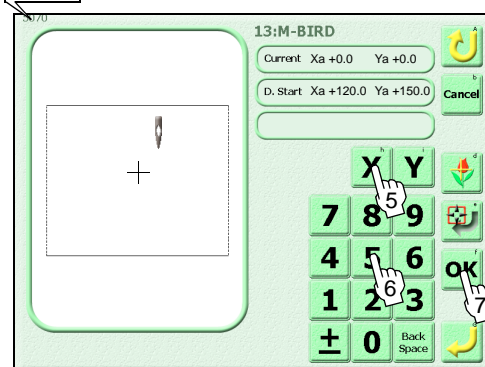 5070
13:M-BIRD
Current Xa +0.0 Ya +0.0
D. Start Xa +120.0 Ya +150.0
A
b
Cancel
h
X
i
Y
d
5
7 8 9
e
4 5 6
f
OK
6
7
1 2 3
± 0 Back
Space